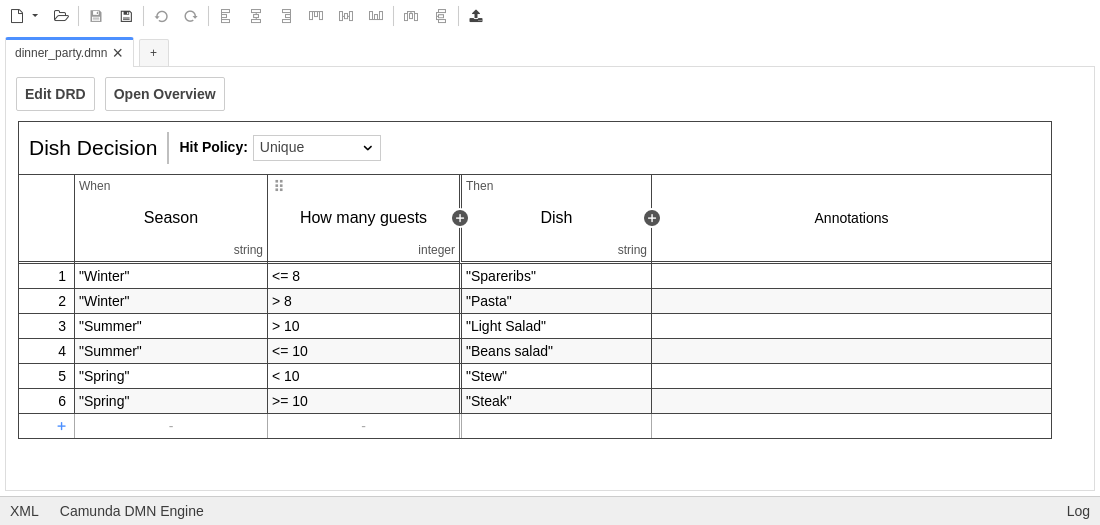 dinner_party.dmn
+
Edit DRD
Open Overview
Dish Decision
Hit Policy: Unique
When
Then
Season
How many guests
+
Dish
+
Annotations
string
integer
string
1 "Winter" <= 8 "Spareribs"
2 "Winter" > 8 "Pasta"
3 "Summer" > 10 "Light Salad"
4 "Summer" <= 10 "Beans salad"
5 "Spring" < 10 "Stew"
6 "Spring" >= 10 "Steak"
+ - -
XML Camunda DMN Engine Log